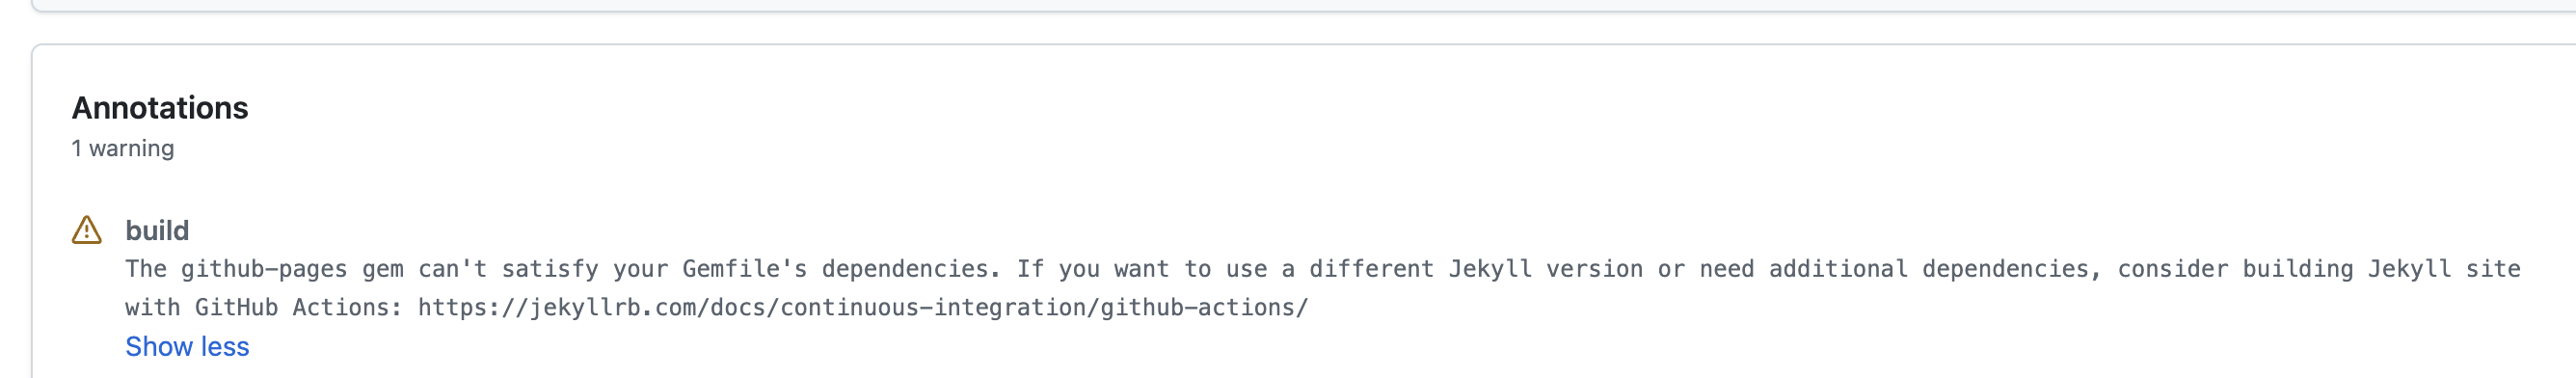 Annotations
1 warning
build
The github-pages gem can't satisfy your Gemfile's dependencies. If you want to use a different Jekyll version or need additional dependencies, consider building Jekyll site
with GitHub Actions: https://jekyllrb.com/docs/continuous-integration/github-actions/
Show less